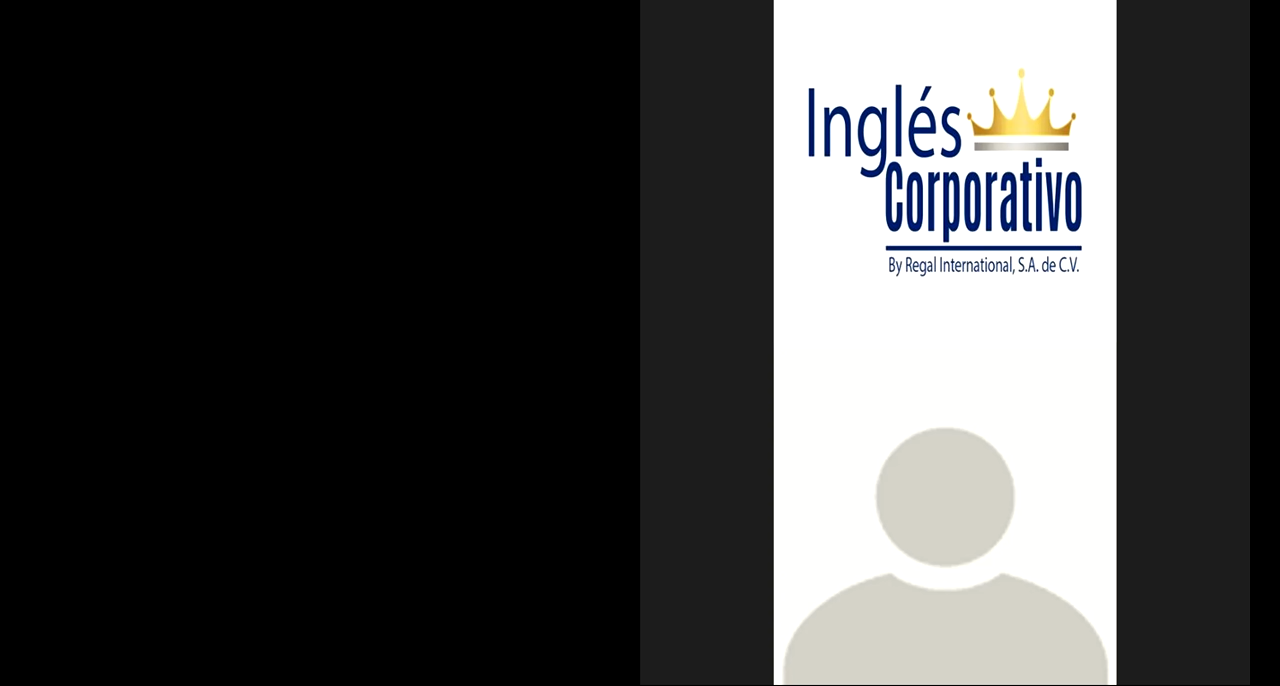 Inglés
Corporativo
By Regal International, S.A. de C.V.